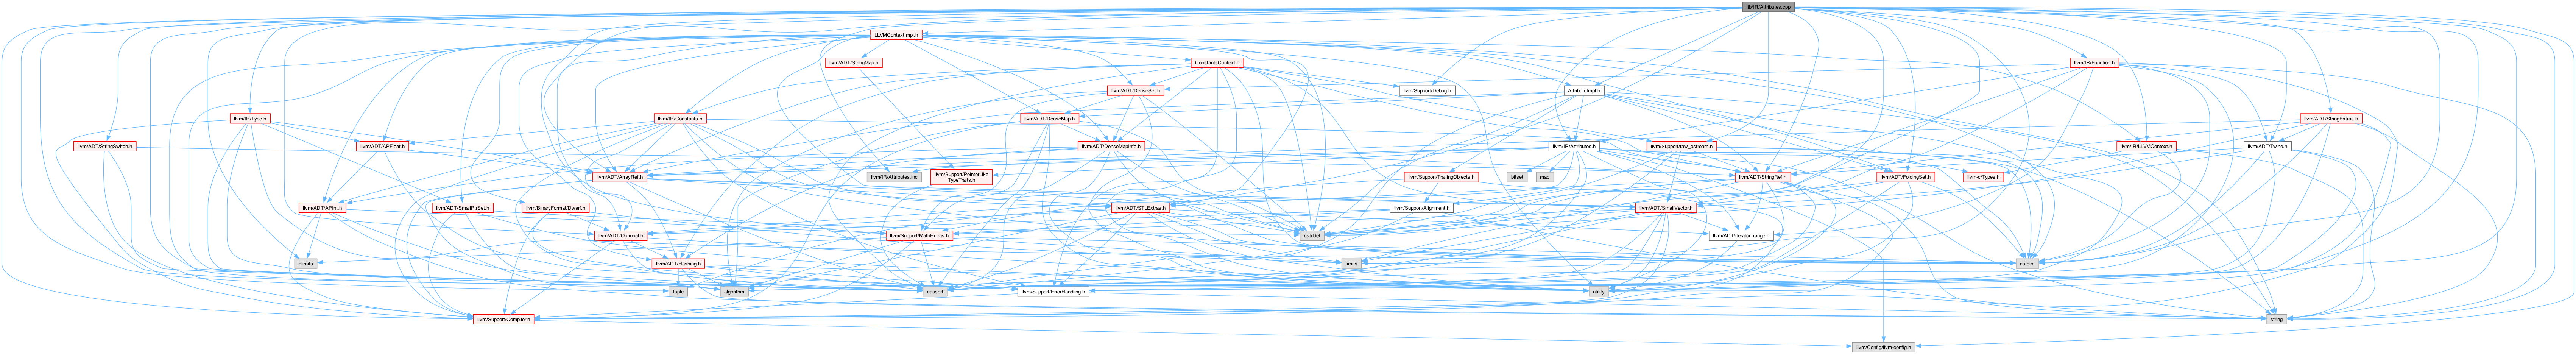 lib/IR/Attributes.cpp
LLVMContextImpl.h
llvm/ADT/StringMap.h
ConstantsContext.h
llvm/IR/Function.h
llvm/ADT/DenseSet.h
llvm/Support/Debug.h
AttributeImpl.h
llvm/IR/Type.h
llvm/IR/Constants.h
llvm/ADT/DenseMap.h
llvm/ADT/StringExtras.h
llvm/ADT/StringSwitch.h
llvm/ADT/APFloat.h
llvm/ADT/DenseMapInfo.h
llvm/Support/raw_ostream.h
llvm/IR/Attributes.h
llvm/IR/LLVMContext.h
llvm/ADT/Twine.h
llvm/ADT/ArrayRef.h
llvm/IR/Attributes.inc
llvm/Support/PointerLike
TypeTraits.h
llvm/Support/TrailingObjects.h
bitset
map
llvm/ADT/StringRef.h
llvm/ADT/FoldingSet.h
llvm-c/Types.h
llvm/ADT/APInt.h
llvm/ADT/SmallPtrSet.h
llvm/BinaryFormat/Dwarf.h
llvm/ADT/STLExtras.h
llvm/Support/Alignment.h
llvm/ADT/SmallVector.h
llvm/ADT/Optional.h
llvm/Support/MathExtras.h
cstddef
llvm/ADT/iterator_range.h
climits
llvm/ADT/Hashing.h
limits
cstdint
tuple
algorithm
cassert
llvm/Support/ErrorHandling.h
utility
llvm/Support/Compiler.h
string
llvm/Config/llvm-config.h